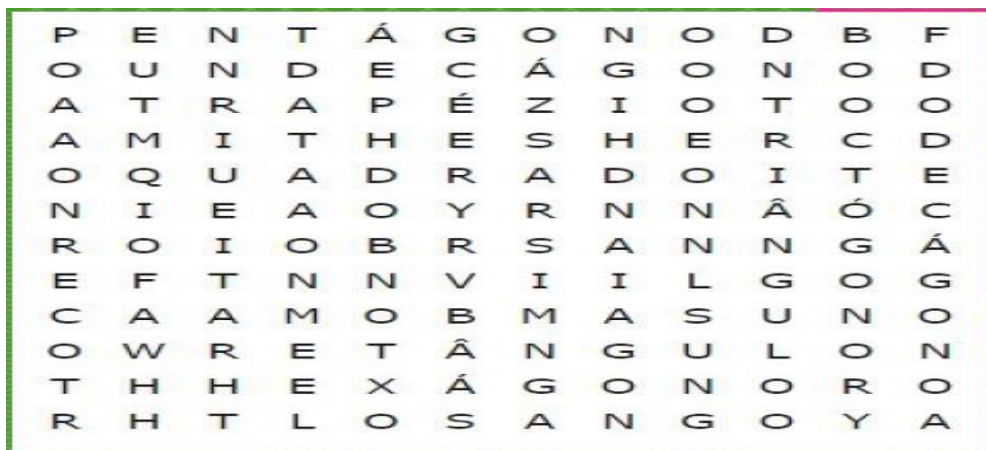 P E N T Á G O N O D B F
O U N D E C Á G O N O D
A T R A P É Z I O T O O
A M I T H E S H E R C D
O Q U A D R A D O I T E
N I E A O Y R N N Â Ó C
R O I O B R S A N N G Á
E F T N N V I I L G O G
C A A M O B M A S U N O
O W R E T Â N G U L O N
T H H E X Á G O N O R O
R H T L O S A N G O Y A